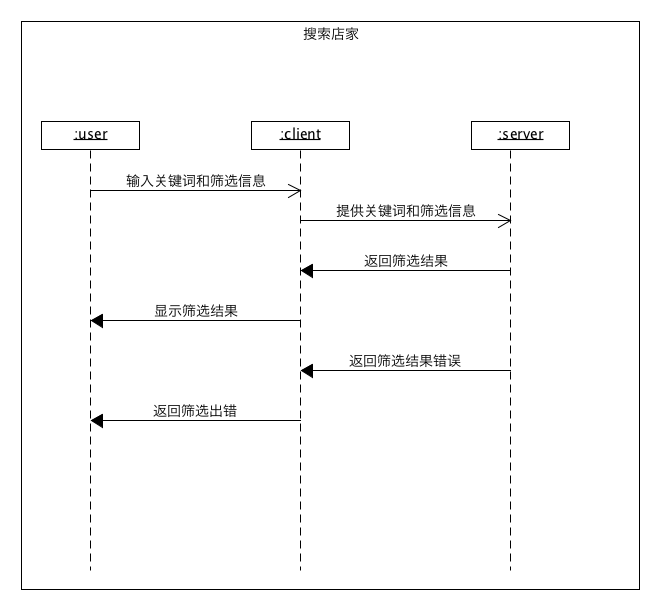 搜索店家
:user
:client
:server
输入关键词和筛选信息
提供关键词和筛选信息
返回筛选结果
显示筛选结果
返回筛选结果错误
返回筛选出错